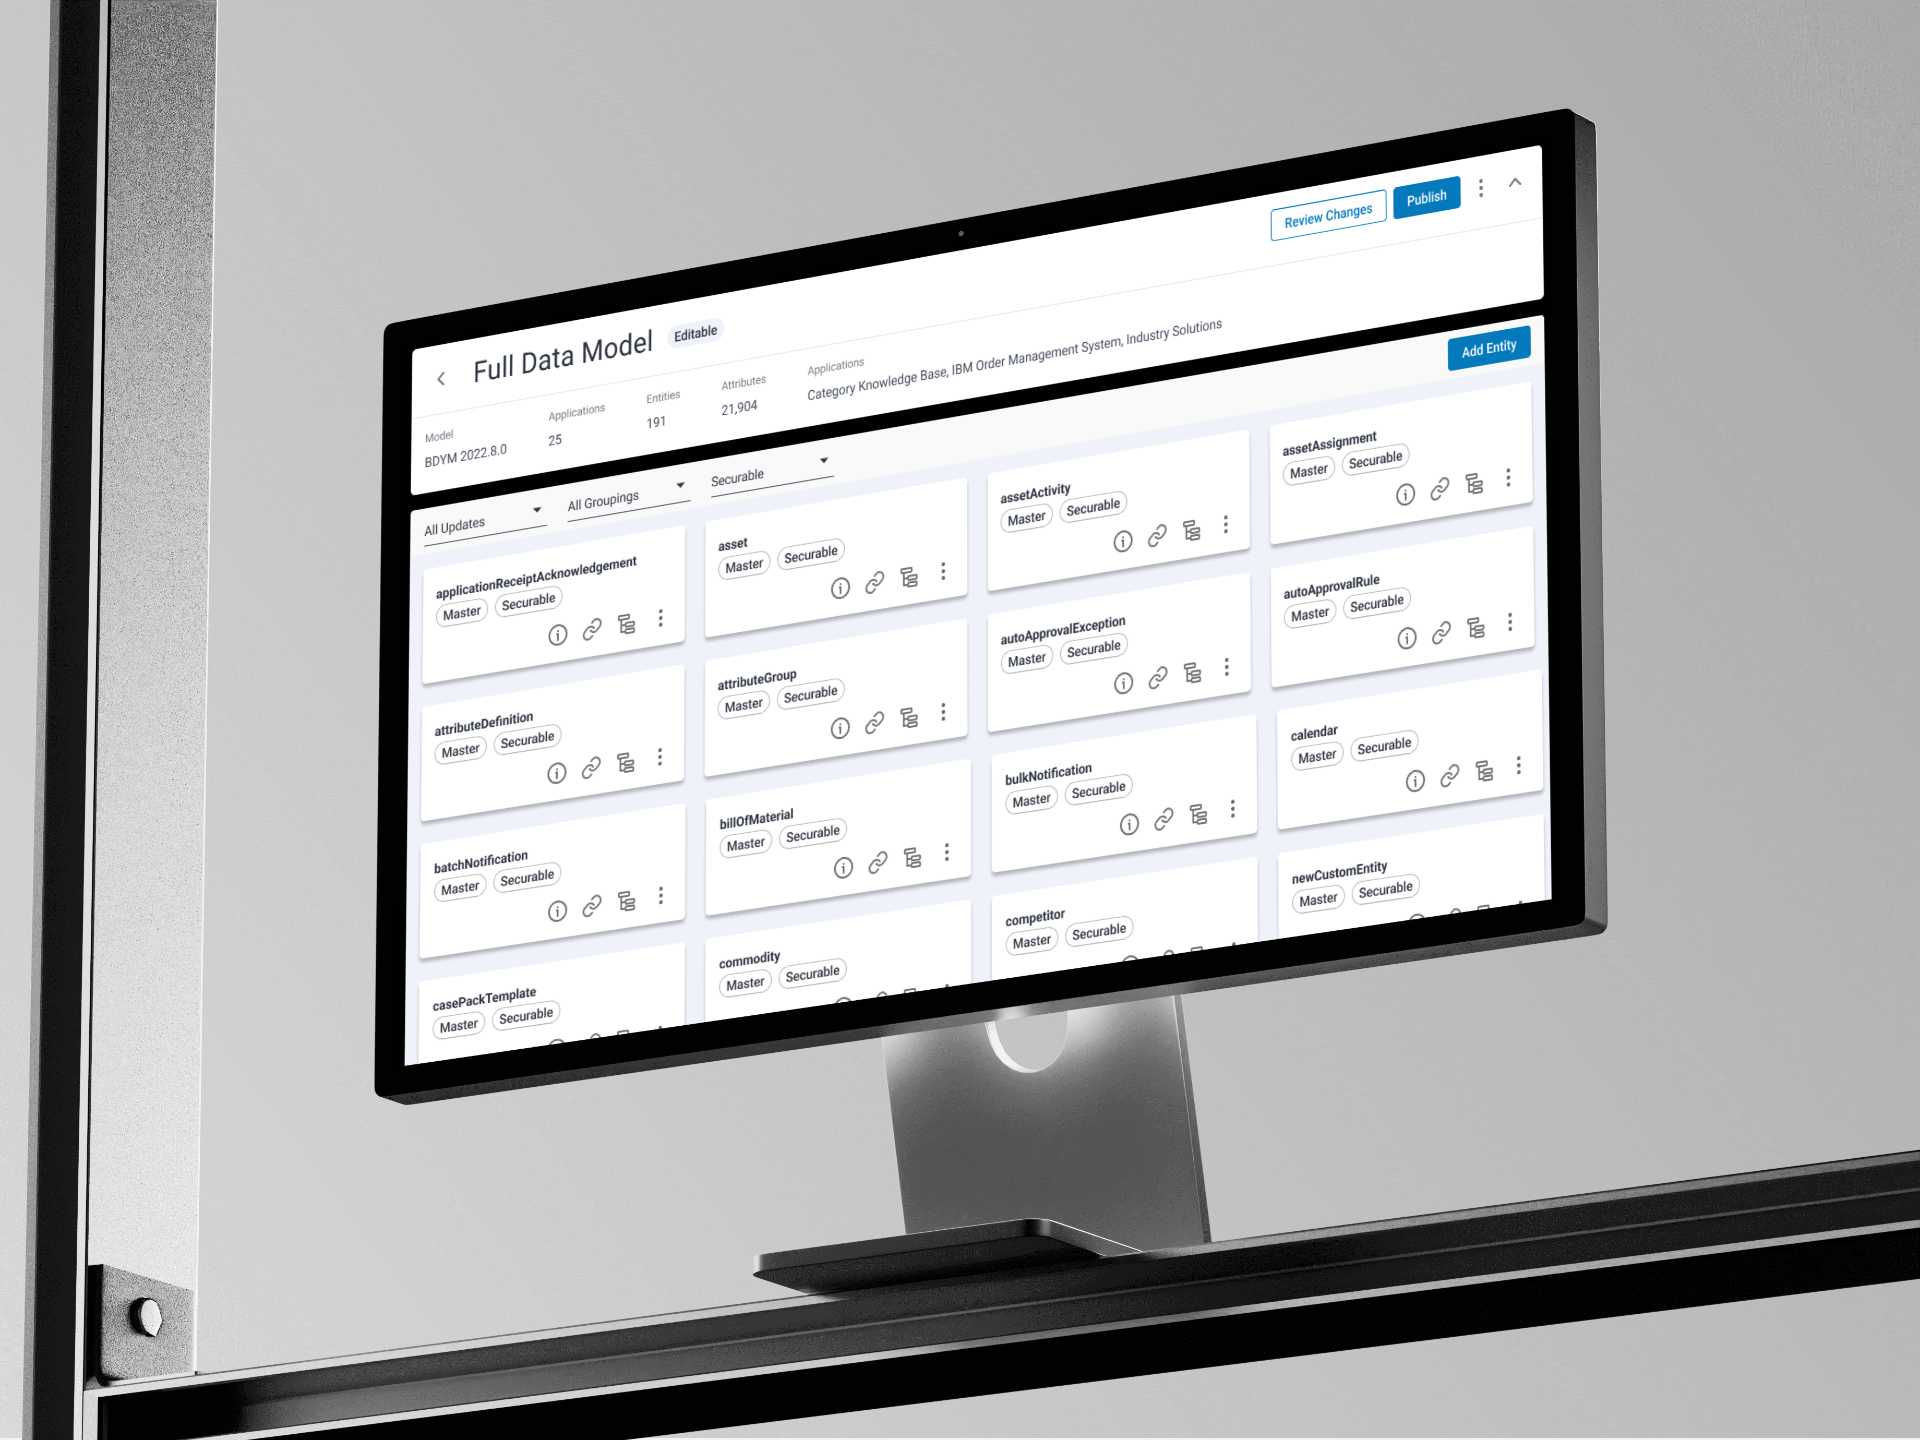 Review Changes
Publish
Full Data Model
Editable
Model
BDYM 2022.8.0
Applications
25
Entities
191
Attributes
21,904
Applications
Category Knowledge Base, IBM Order Management System, Industry Solutions
Add Entity
All Updates
All Groupings
Securable
applicationReceiptAcknowledgement
Master Securable
asset
Master Securable
assetActivity
Master Securable
assetAssignment
Master Securable
attributeDefinition
Master Securable
attributeGroup
Master Securable
autoApprovalException
Master Securable
autoApprovalRule
Master Securable
batchNotification
Master Securable
billOfMaterial
Master Securable
bulkNotification
Master Securable
calendar
Master Securable
casePackTemplate
Master Securable
commodity
Master Securable
competitor
Master Securable
newCustomEntity
Master Securable